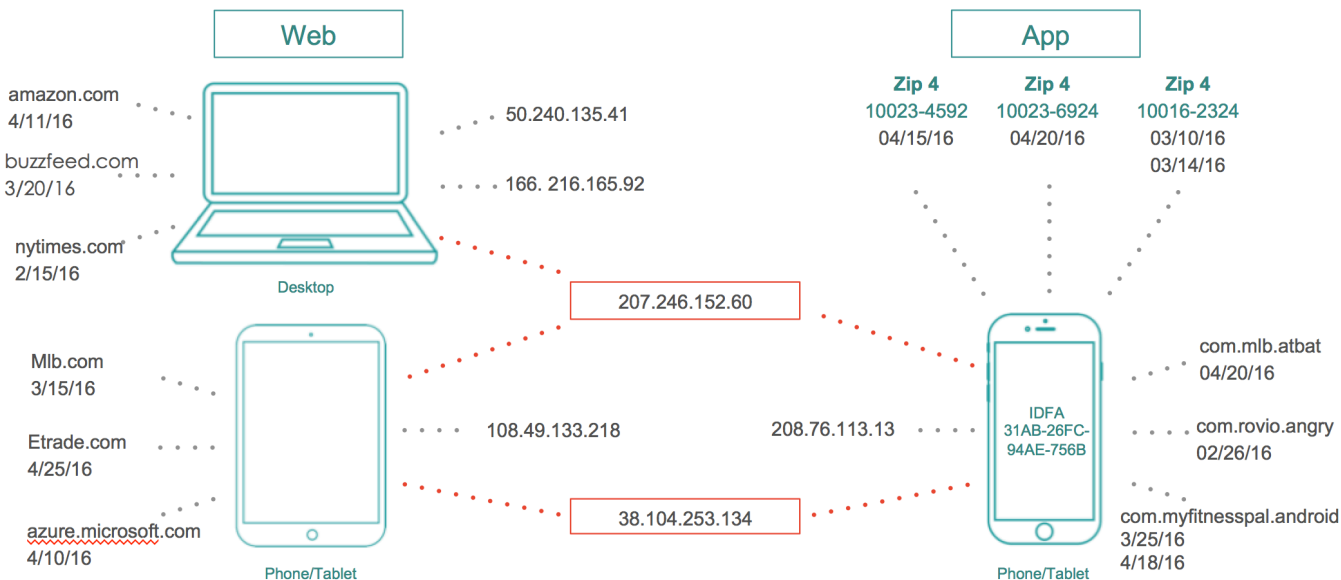 Web
App
amazon.com
4/11/16
buzzfeed.com
3/20/16
nytimes.com
2/15/16
50.240.135.41
166. 216.165.92
Desktop
207.246.152.60
Zip 4
10023-4592
04/15/16
Zip 4
10023-6924
04/20/16
Zip 4
10016-2324
03/10/16
03/14/16
Mlb.com
3/15/16
Etrade.com
4/25/16
azure.microsoft.com
4/10/16
108.49.133.218
208.76.113.13
38.104.253.134
Phone/Tablet
IDFA
31AB-26FC-
94AE-756B
com.mlb.atbat
04/20/16
com.rovio.angry
02/26/16
com.myfitnesspal.android
3/25/16
4/18/16
Phone/Tablet